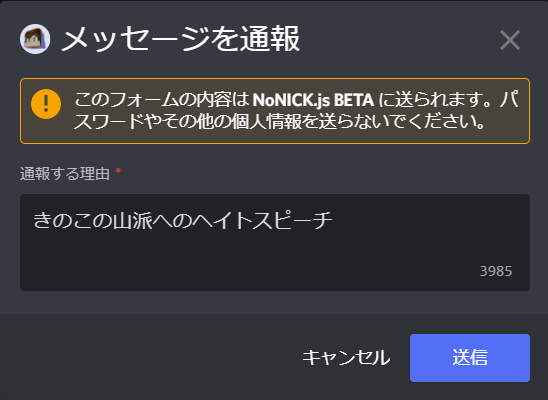 メッセージを通報
このフォームの内容は NoNICK.js BETA に送られます。パ
スワードやその他の個人情報を送らないでください。
通報する理由 *
きのこの山派へのヘイトスピーチ
3985
キャンセル
送信